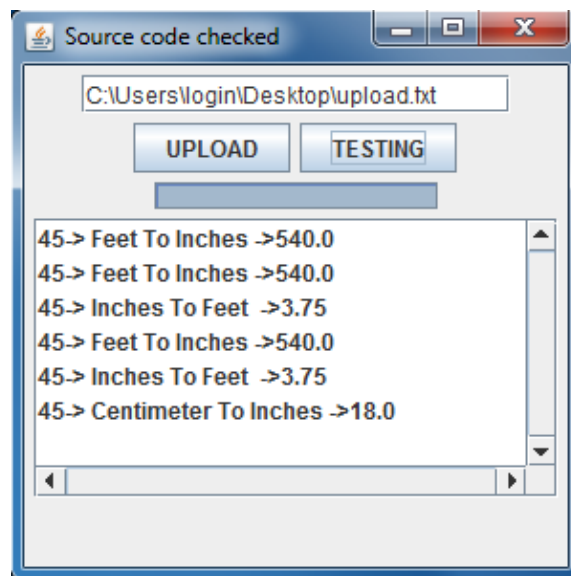 Source code checked
C:\Users\login\Desktop\upload.txt
UPLOAD TESTING
45-> Feet To Inches ->540.0
45-> Feet To Inches ->540.0
45-> Inches To Feet  ->3.75
45-> Feet To Inches ->540.0
45-> Inches To Feet  ->3.75
45-> Centimeter To Inches ->18.0